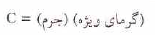 C = (جرم) (گرمای ویژه)